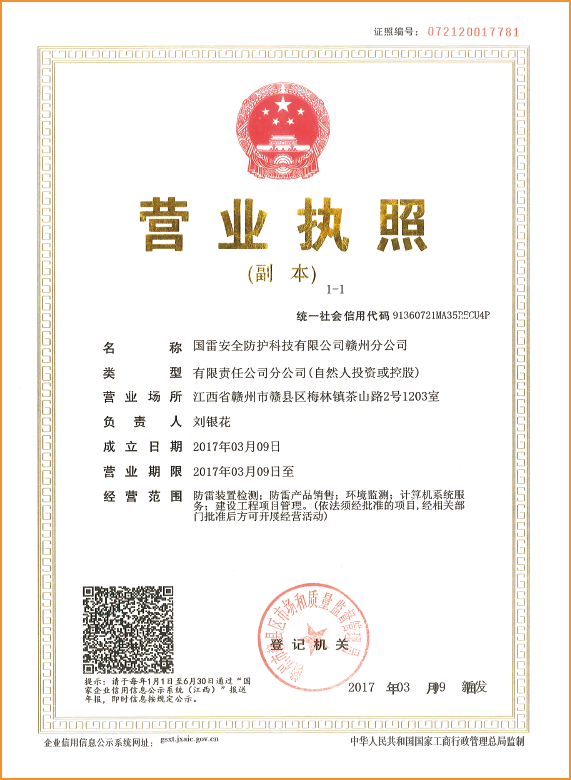 证照编号: 072120017781
营业执照
(副 本)
1-1
统一社会信用代码 91360721MA35RECU4P
名 称 国雷安全防护科技有限公司赣州分公司
类 型 有限责任公司分公司(自然人投资或控股)
营业场所 江西省赣州市赣县区梅林镇茶山路2号1203室
负 责 人 刘银花
成立日期 2017年03月09日
营业期限 2017年03月09日至
经营范围 防雷装置检测; 防雷产品销售; 环境监测; 计算机系统服
务; 建设工程项目管理。(依法须经批准的项目,经相关部
门批准后方可开展经营活动)
赣州市赣县区市场和质量监督管理局
登记机关
2017 年03 月09
提示: 请于每年1月1日至6月30日通过“国
家企业信用信息公示系统（江西）”报送
年报, 即时信息按规定公示。
企业信用信息公示系统网址: gsxt.jxaic.gov.cn
中华人民共和国国家工商行政管理总局监制